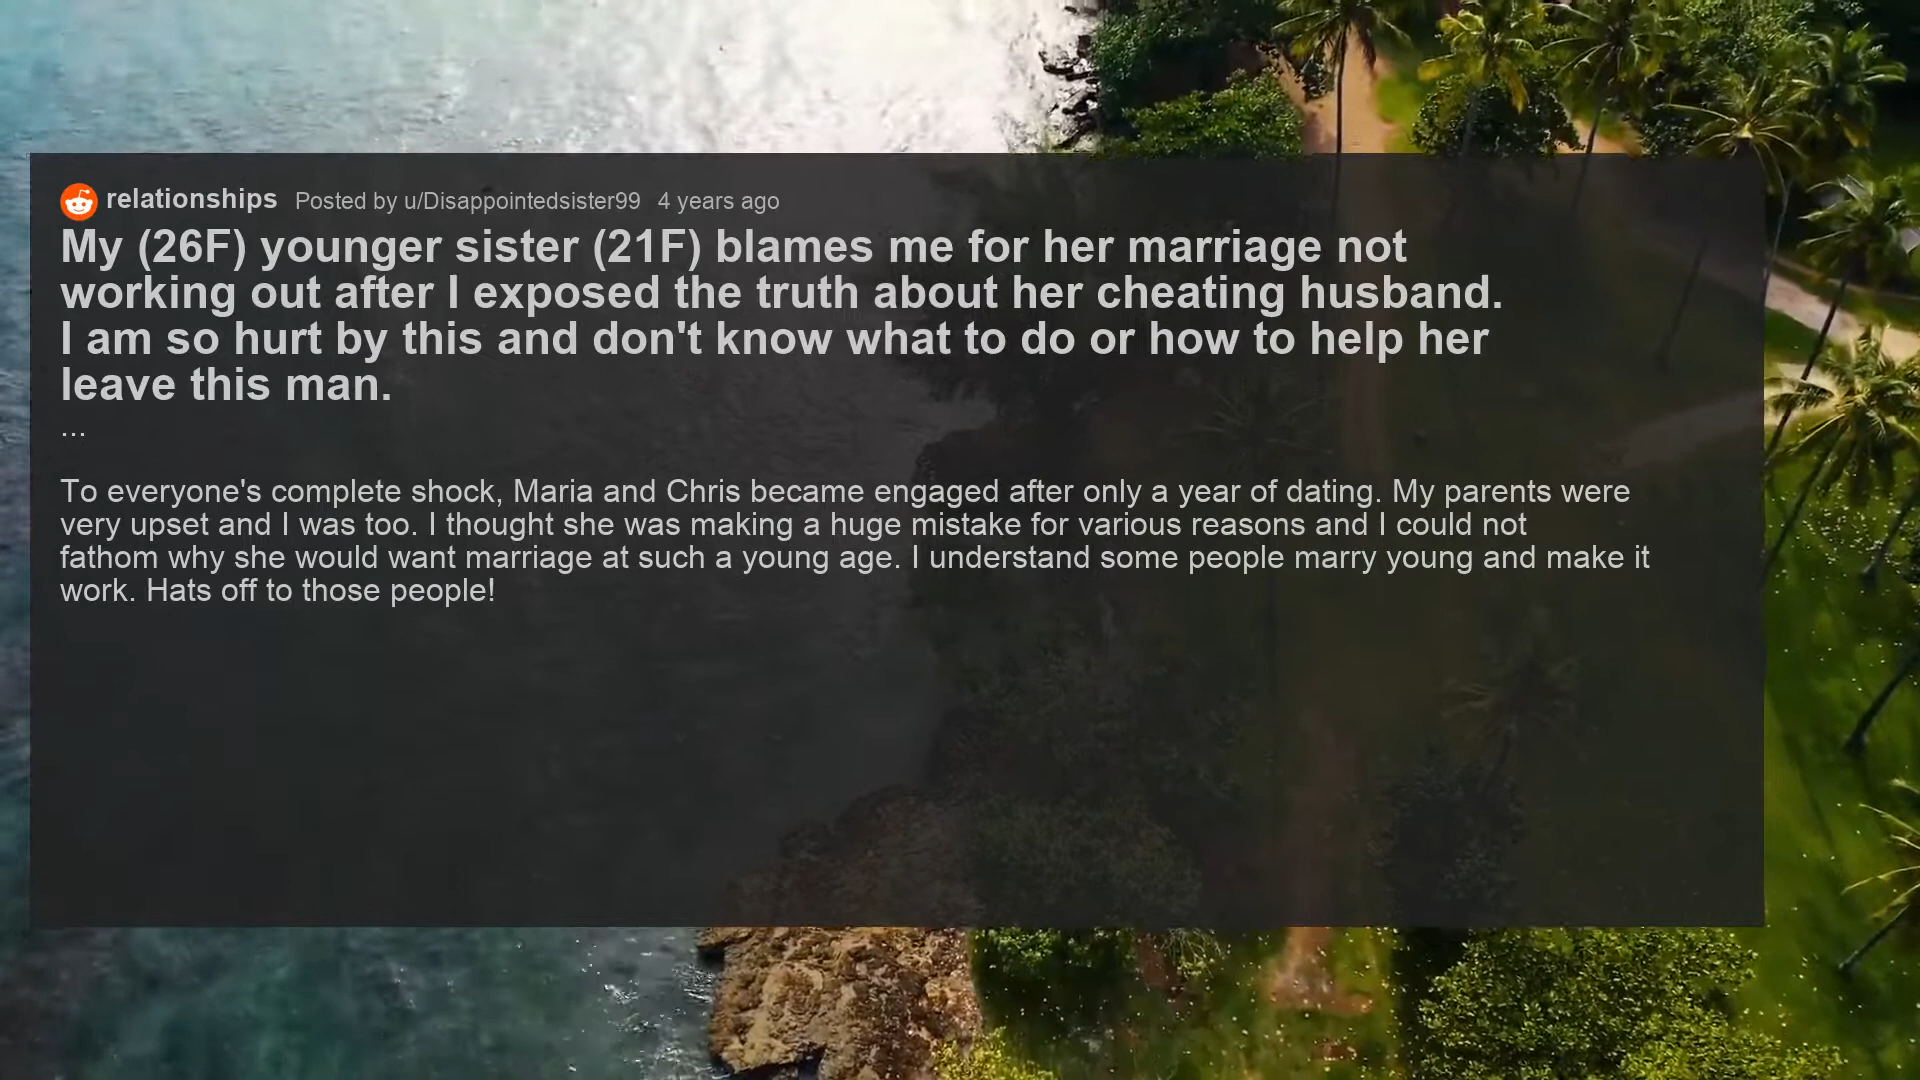 relationships Posted by u/Disappointedsister99 4 years ago
My (26F) younger sister (21F) blames me for her marriage not
working out after I exposed the truth about her cheating husband.
I am so hurt by this and don't know what to do or how to help her
leave this man.
...
To everyone's complete shock, Maria and Chris became engaged after only a year of dating. My parents were
very upset and I was too. I thought she was making a huge mistake for various reasons and I could not
fathom why she would want marriage at such a young age. I understand some people marry young and make it
work. Hats off to those people!